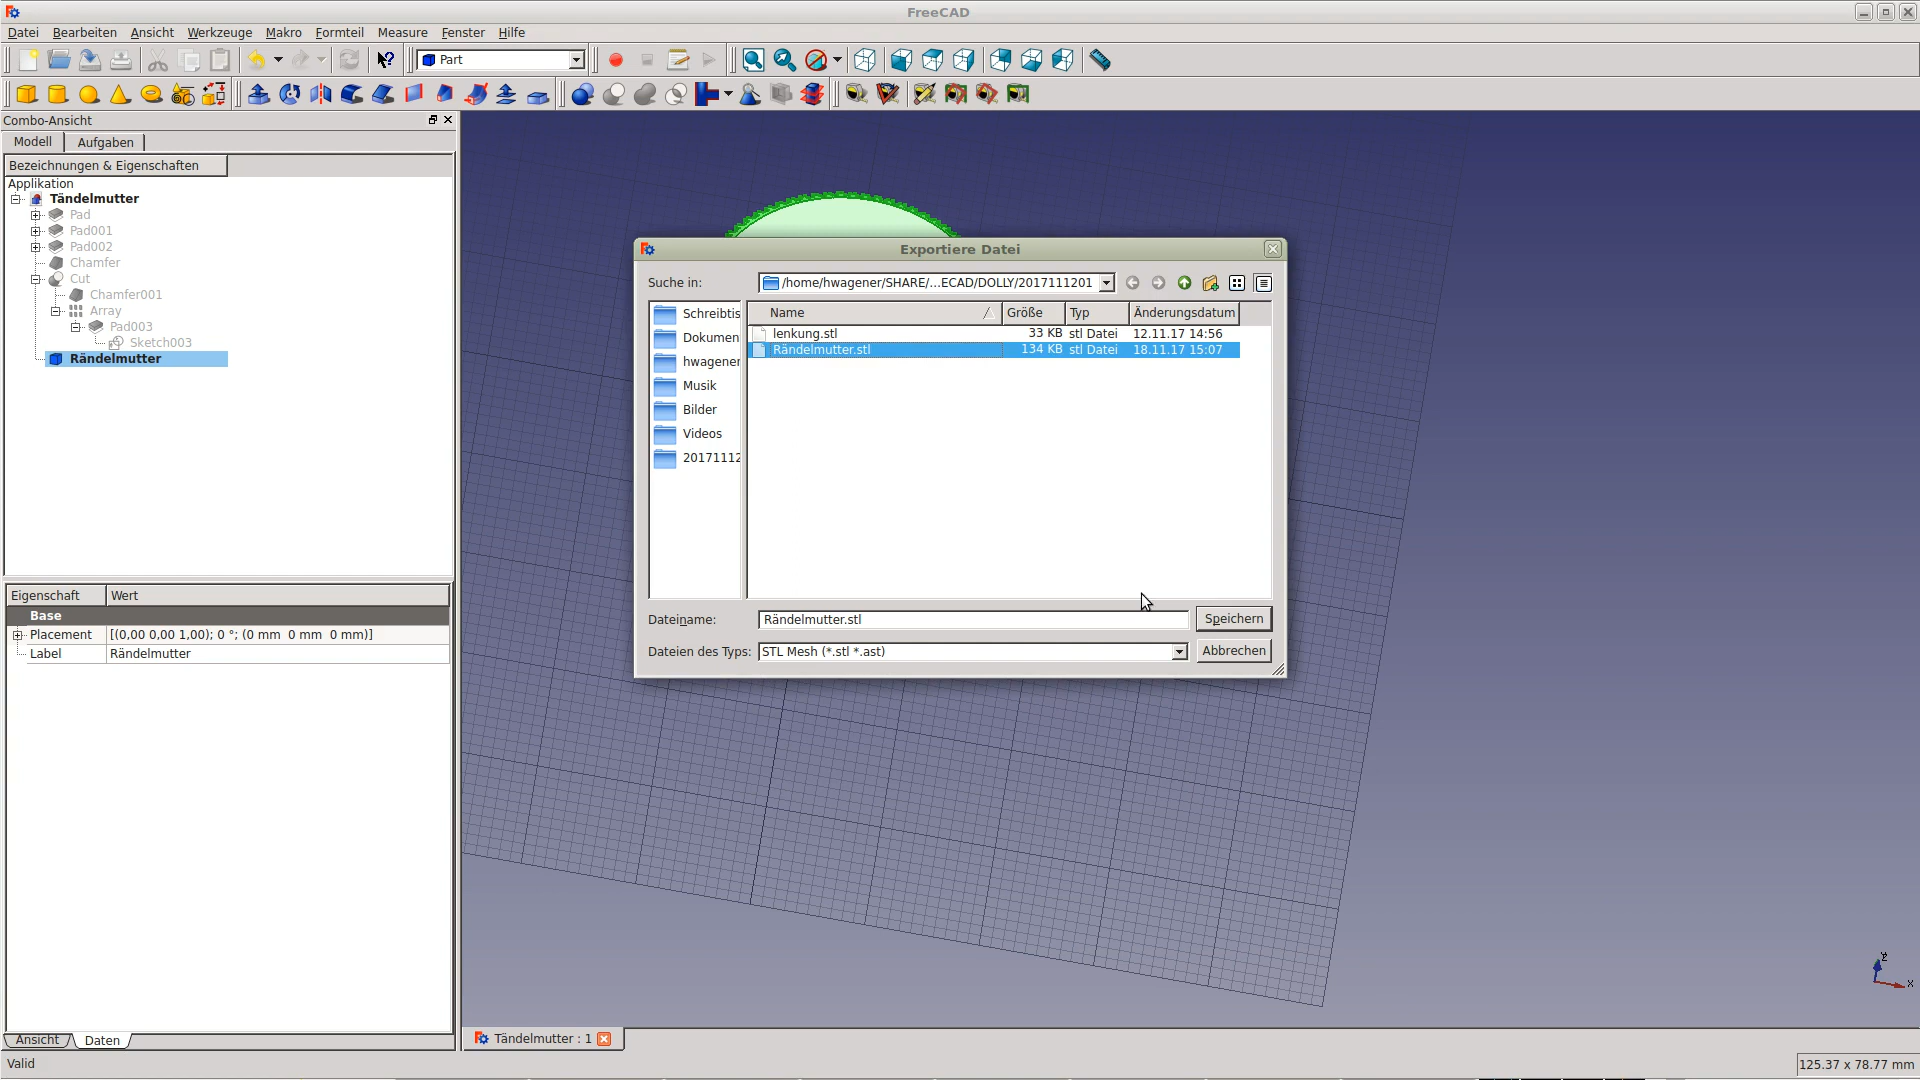 FreeCAD
Datei Bearbeiten Ansicht Werkzeuge Makro Formteil Measure Fenster Hilfe
Part
Combo-Ansicht
Modell Aufgaben
Bezeichnungen & Eigenschaften
Applikation
Tändelmutter
Pad
Pad001
Pad002
Chamfer
Cut
Chamfer001
Array
Pad003
Sketch003
Rändelmutter
Eigenschaft Wert
Base
Placement [(0,00 0,00 1,00); 0 °; (0 mm 0 mm 0 mm)]
Label Rändelmutter
Ansicht Daten
Valid
Exportiere Datei
Suche in: /home/hwagener/SHARE/...ECAD/DOLLY/2017111201
Schreibtis
Dokumen
hwagener
Musik
Bilder
Videos
20171112
Name Größe Typ Änderungsdatum
lenkung.stl 33 KB stl Datei 12.11.17 14:56
Rändelmutter.stl 134 KB stl Datei 18.11.17 15:07
Dateiname: Rändelmutter.stl Speichern
Dateien des Typs: STL Mesh (*.stl *.ast) Abbrechen
z
x
Tändelmutter : 1
125.37 x 78.77 mm